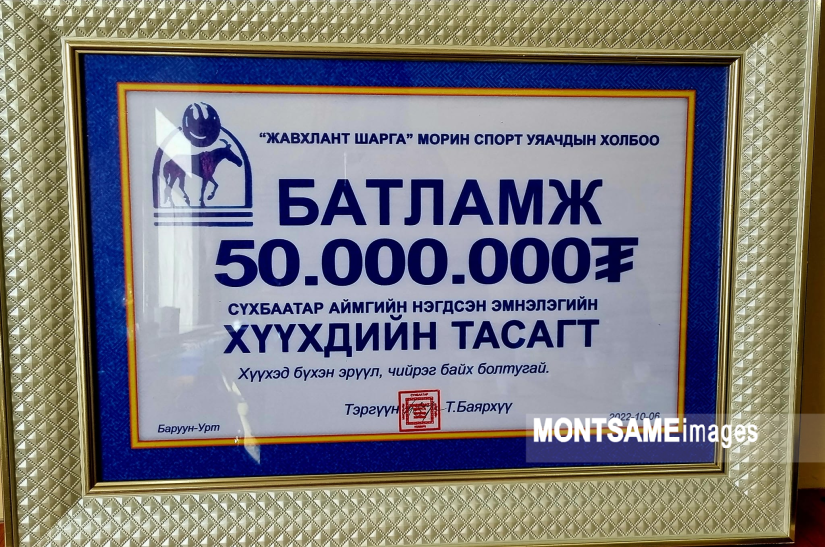 "ЖАВХЛАНТ ШАРГА" МОРИН СПОРТ УЯАЧДЫН ХОЛБОО
БАТЛАМЖ
50.000.000₮
СҮХБААТАР АЙМГИЙН НЭГДСЭН ЭМНЭЛЭГИЙН
ХҮҮХДИЙН ТАСАГТ
Хүүхэд бүхэн эрүүл, чийрэг байх болтугай.
Тэргүүн Т.Баярхүү
Баруун-Урт
2022-10-06
MONTSAMEimages